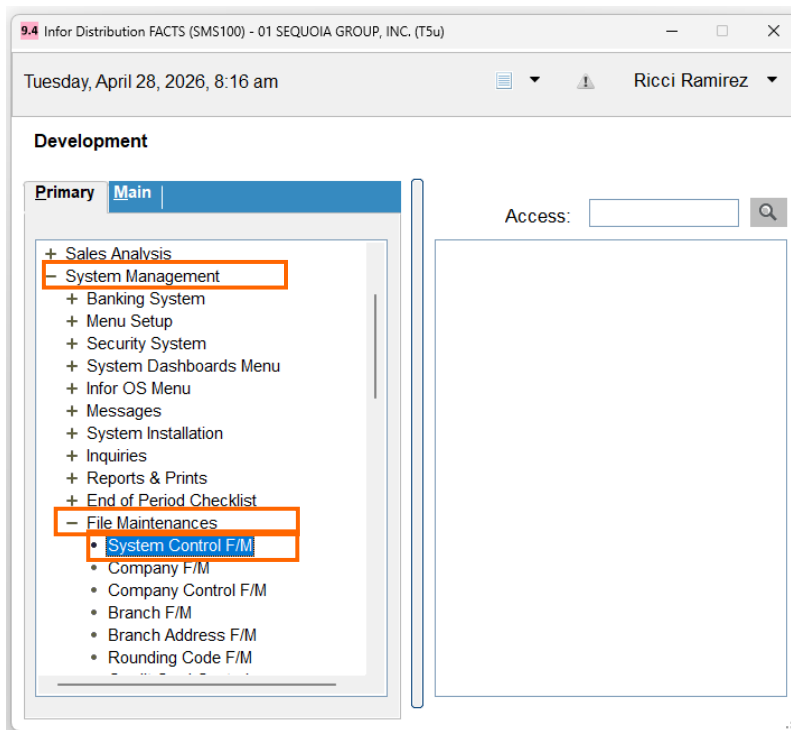 9.4 Infor Distribution FACTS (SMS100) - 01 SEQUOIA GROUP, INC. (T5u)
Tuesday, April 28, 2026, 8:16 am
Ricci Ramirez
Development
Primary Main
Access:
+ Sales Analysis
− System Management
+ Banking System
+ Menu Setup
+ Security System
+ System Dashboards Menu
+ Infor OS Menu
+ Messages
+ System Installation
+ Inquiries
+ Reports & Prints
+ End of Period Checklist
− File Maintenances
• System Control F/M
• Company F/M
• Company Control F/M
• Branch F/M
• Branch Address F/M
• Rounding Code F/M